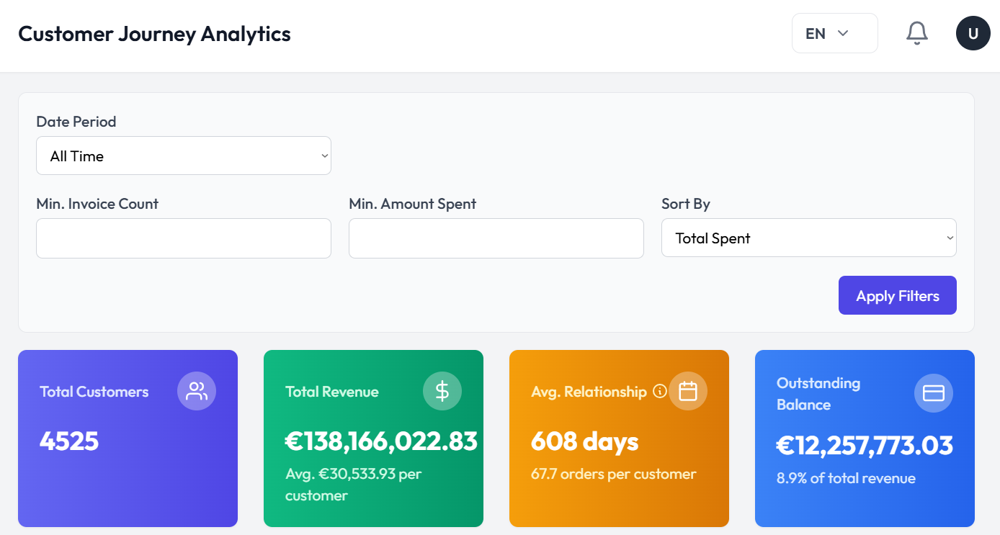 Customer Journey Analytics
EN
U
Date Period
All Time
Min. Invoice Count
Min. Amount Spent
Sort By
Total Spent
Apply Filters
Total Customers
4525
Total Revenue
€138,166,022.83
Avg. €30,533.93 per
customer
Avg. Relationship
608 days
67.7 orders per customer
Outstanding
Balance
€12,257,773.03
8.9% of total revenue